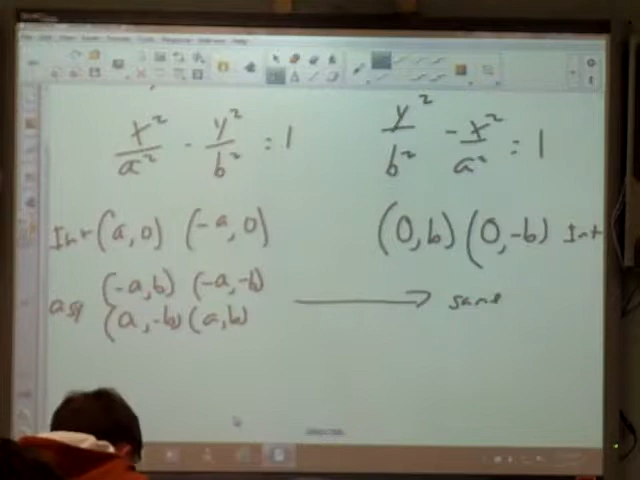 x²/a² - y²/b² = 1
y²/b² - x²/a² = 1
Int (a, 0) (-a, 0)
(0, b) (0, -b) Int
(-a, b) (-a, -b)
asy (a, -b) (a, b) → same